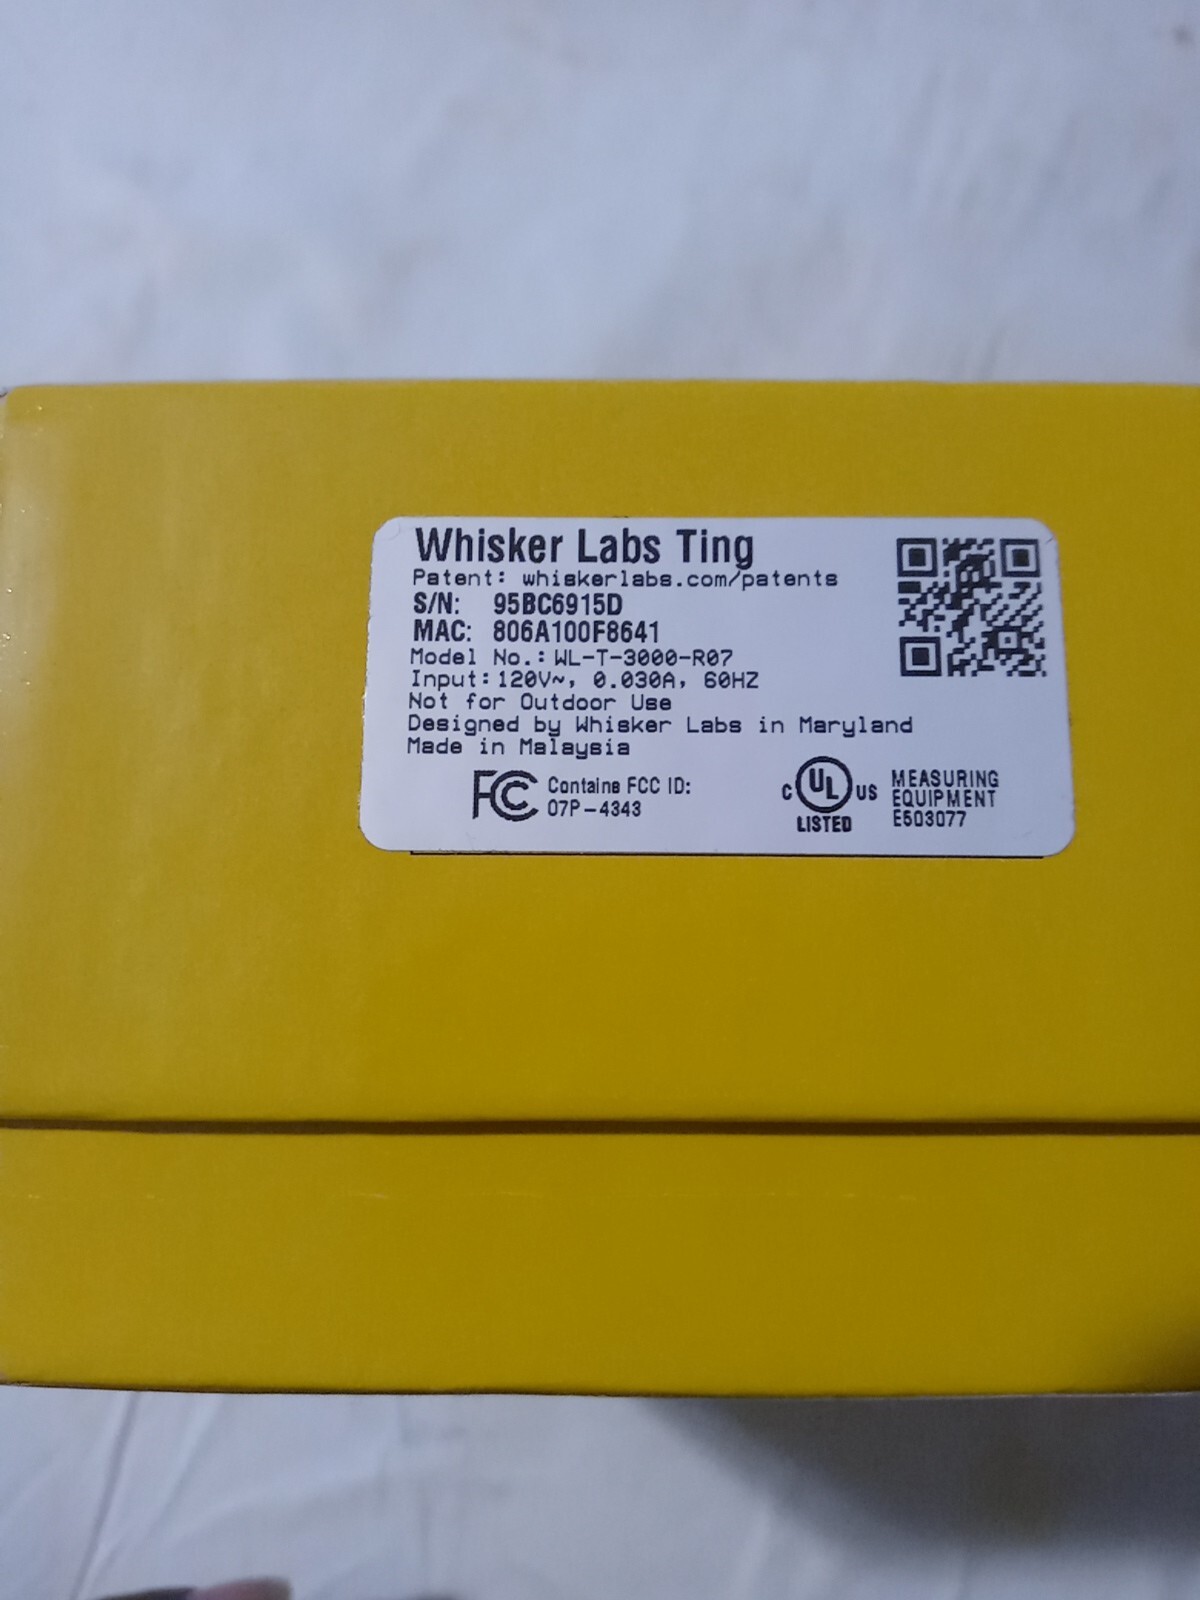 Whisker Labs Ting
Patent: whiskerlabs.com/patents
S/N: 95BC6915D
MAC: 806A100F8641
Model No.: WL-T-3000-R07
Input: 120V~, 0.030A, 60HZ
Not for Outdoor Use
Designed by Whisker Labs in Maryland
Made in Malaysia
FC Contains FCC ID:
07P-4343
C UL US LISTED
MEASURING
EQUIPMENT
E503077